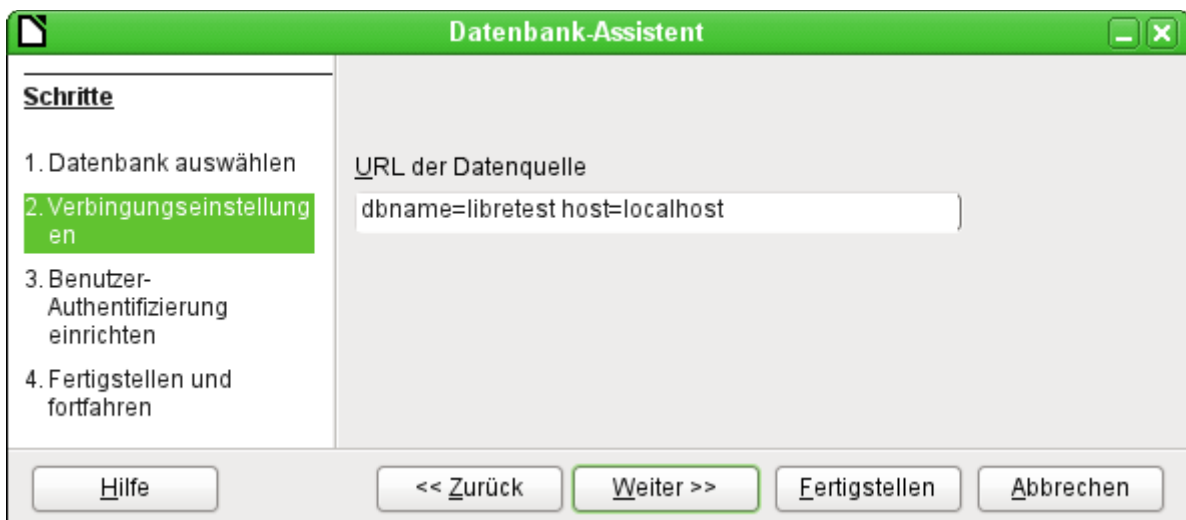 Datenbank-Assistent
Schritte
1. Datenbank auswählen
2. Verbingungseinstellung
en
3. Benutzer-
Authentifizierung
einrichten
4. Fertigstellen und
fortfahren
URL der Datenquelle
dbname=libretest host=localhost
Hilfe
<< Zurück
Weiter >>
Fertigstellen
Abbrechen